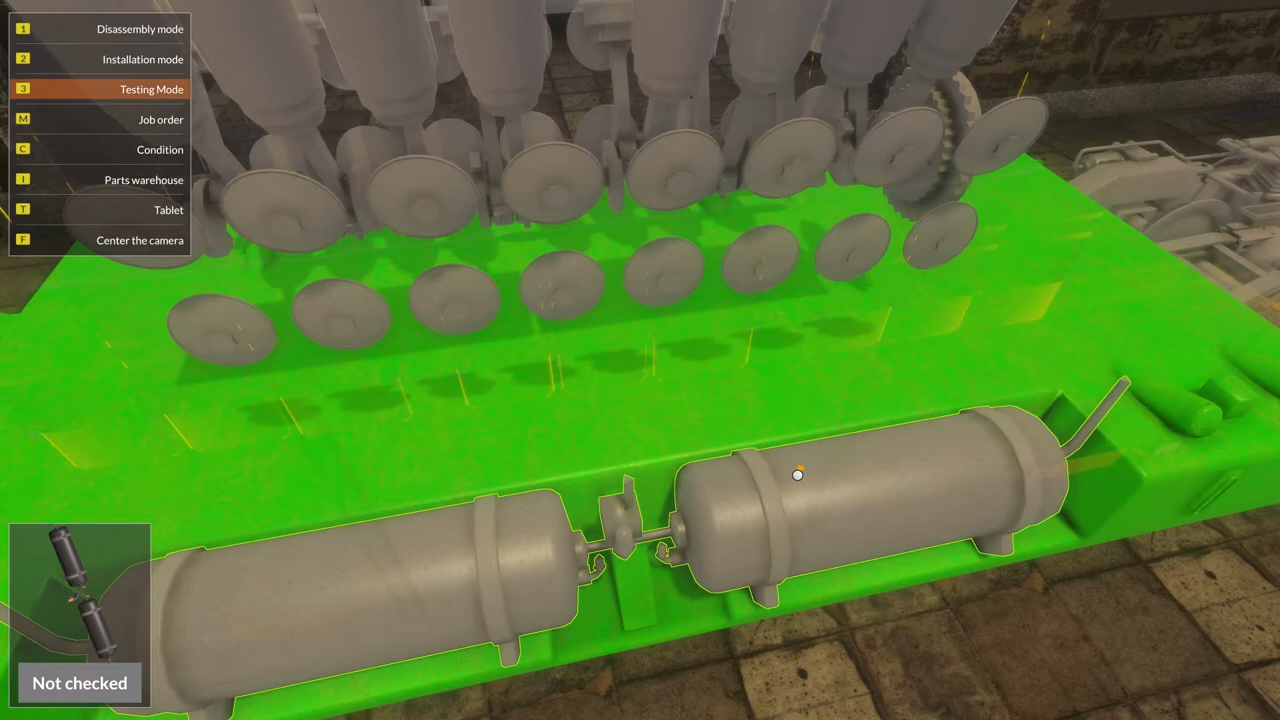 1 Disassembly mode
2 Installation mode
3 Testing Mode
M Job order
C Condition
I Parts warehouse
T Tablet
F Center the camera
Not checked